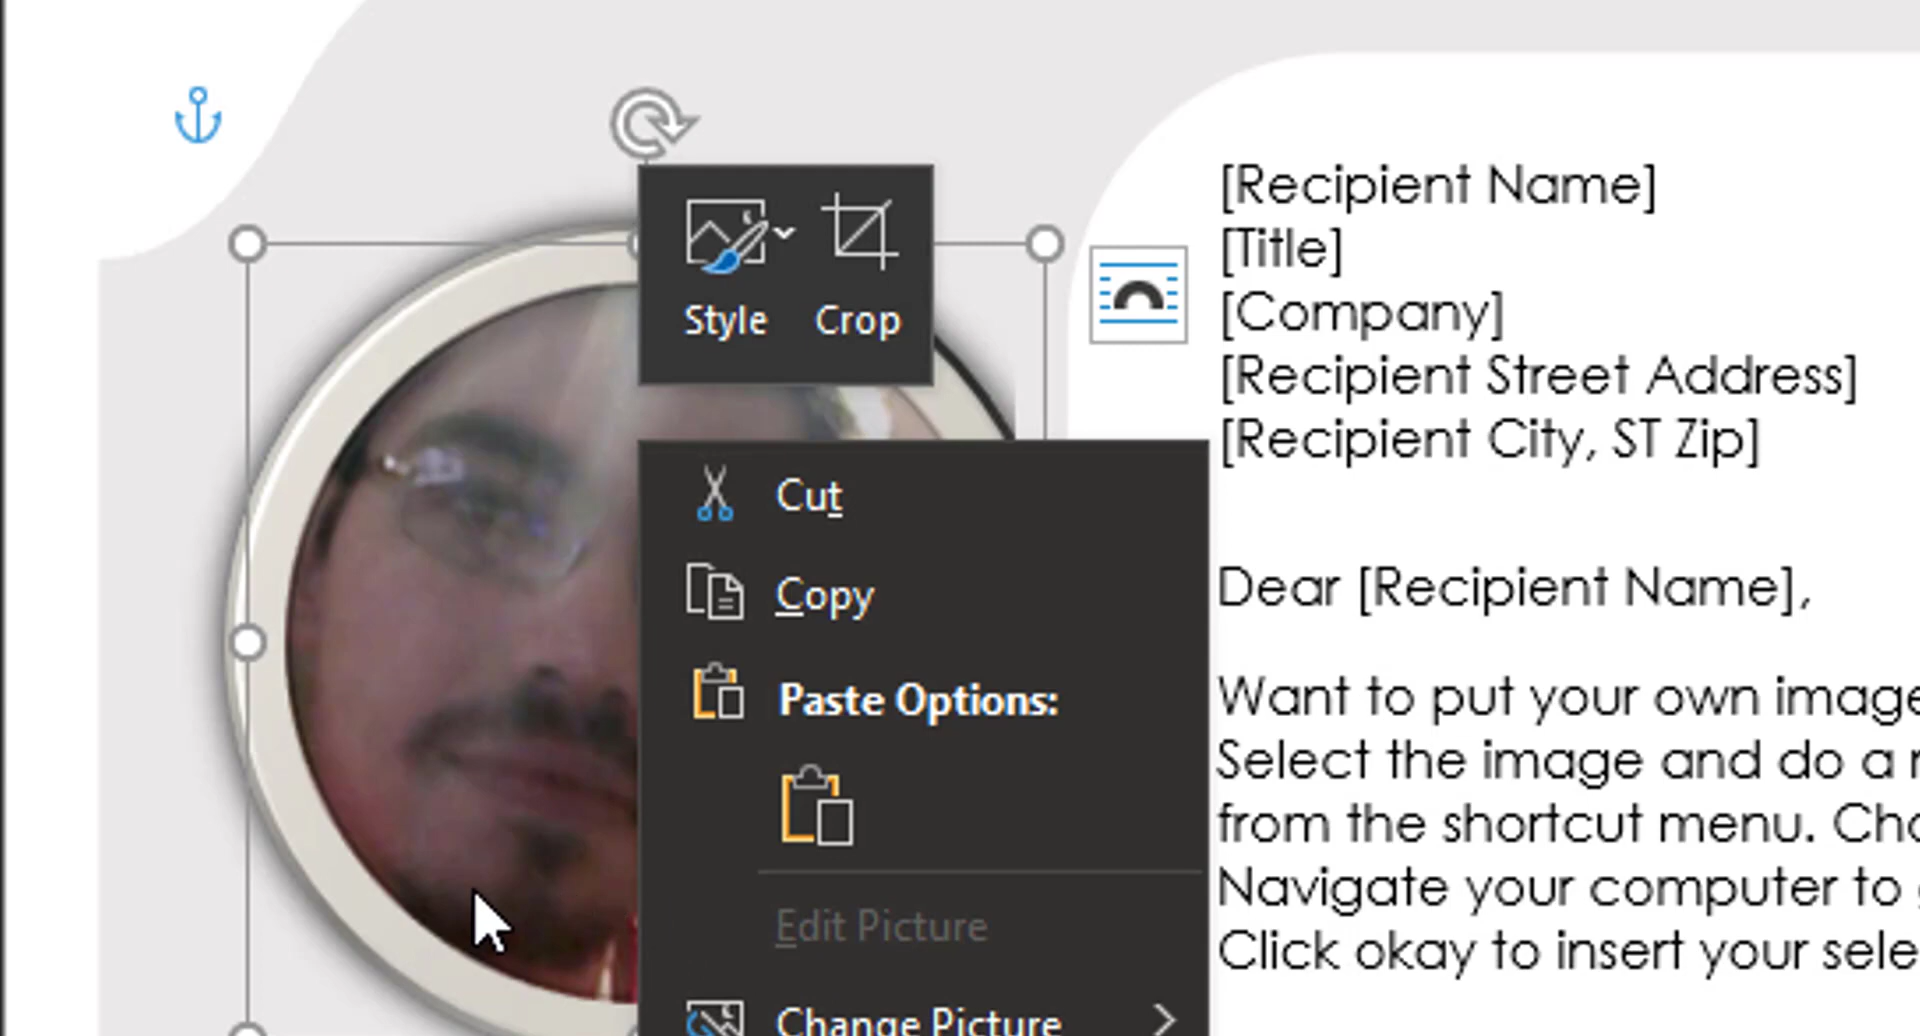 Style Crop
Cut
Copy
Paste Options:
Edit Picture
Change Picture
[Recipient Name]
[Title]
[Company]
[Recipient Street Address]
[Recipient City, ST Zip]
Dear [Recipient Name],
Want to put your own image
Select the image and do a
from the shortcut menu.
Navigate your computer to
Click okay to insert your